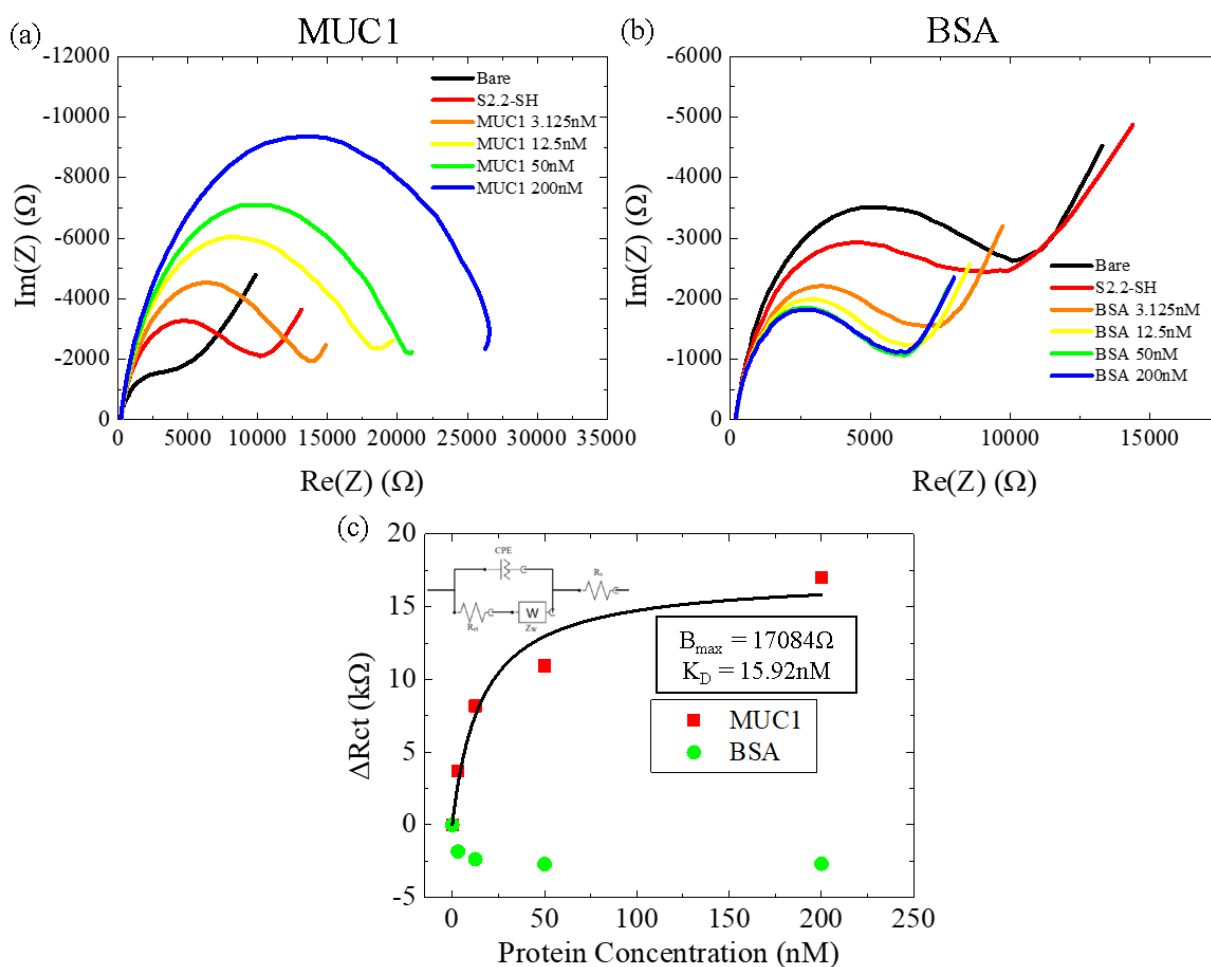 (a)
MUC1
-12000
-10000
-8000
-6000
-4000
-2000
0
Im(Z) (Ω)
Bare
S2.2-SH
MUC1 3.125nM
MUC1 12.5nM
MUC1 50nM
MUC1 200nM
0 5000 10000 15000 20000 25000 30000 35000
Re(Z) (Ω)
(b)
BSA
-6000
-5000
-4000
-3000
-2000
-1000
0
Im(Z) (Ω)
Bare
S2.2-SH
BSA 3.125nM
BSA 12.5nM
BSA 50nM
BSA 200nM
0 5000 10000 15000
Re(Z) (Ω)
(c)
20
15
10
5
0
-5
ΔRct (kΩ)
CPE
Rs
Rct
W
Zw
Bmax = 17084Ω
KD = 15.92nM
MUC1
BSA
0 50 100 150 200 250
Protein Concentration (nM)